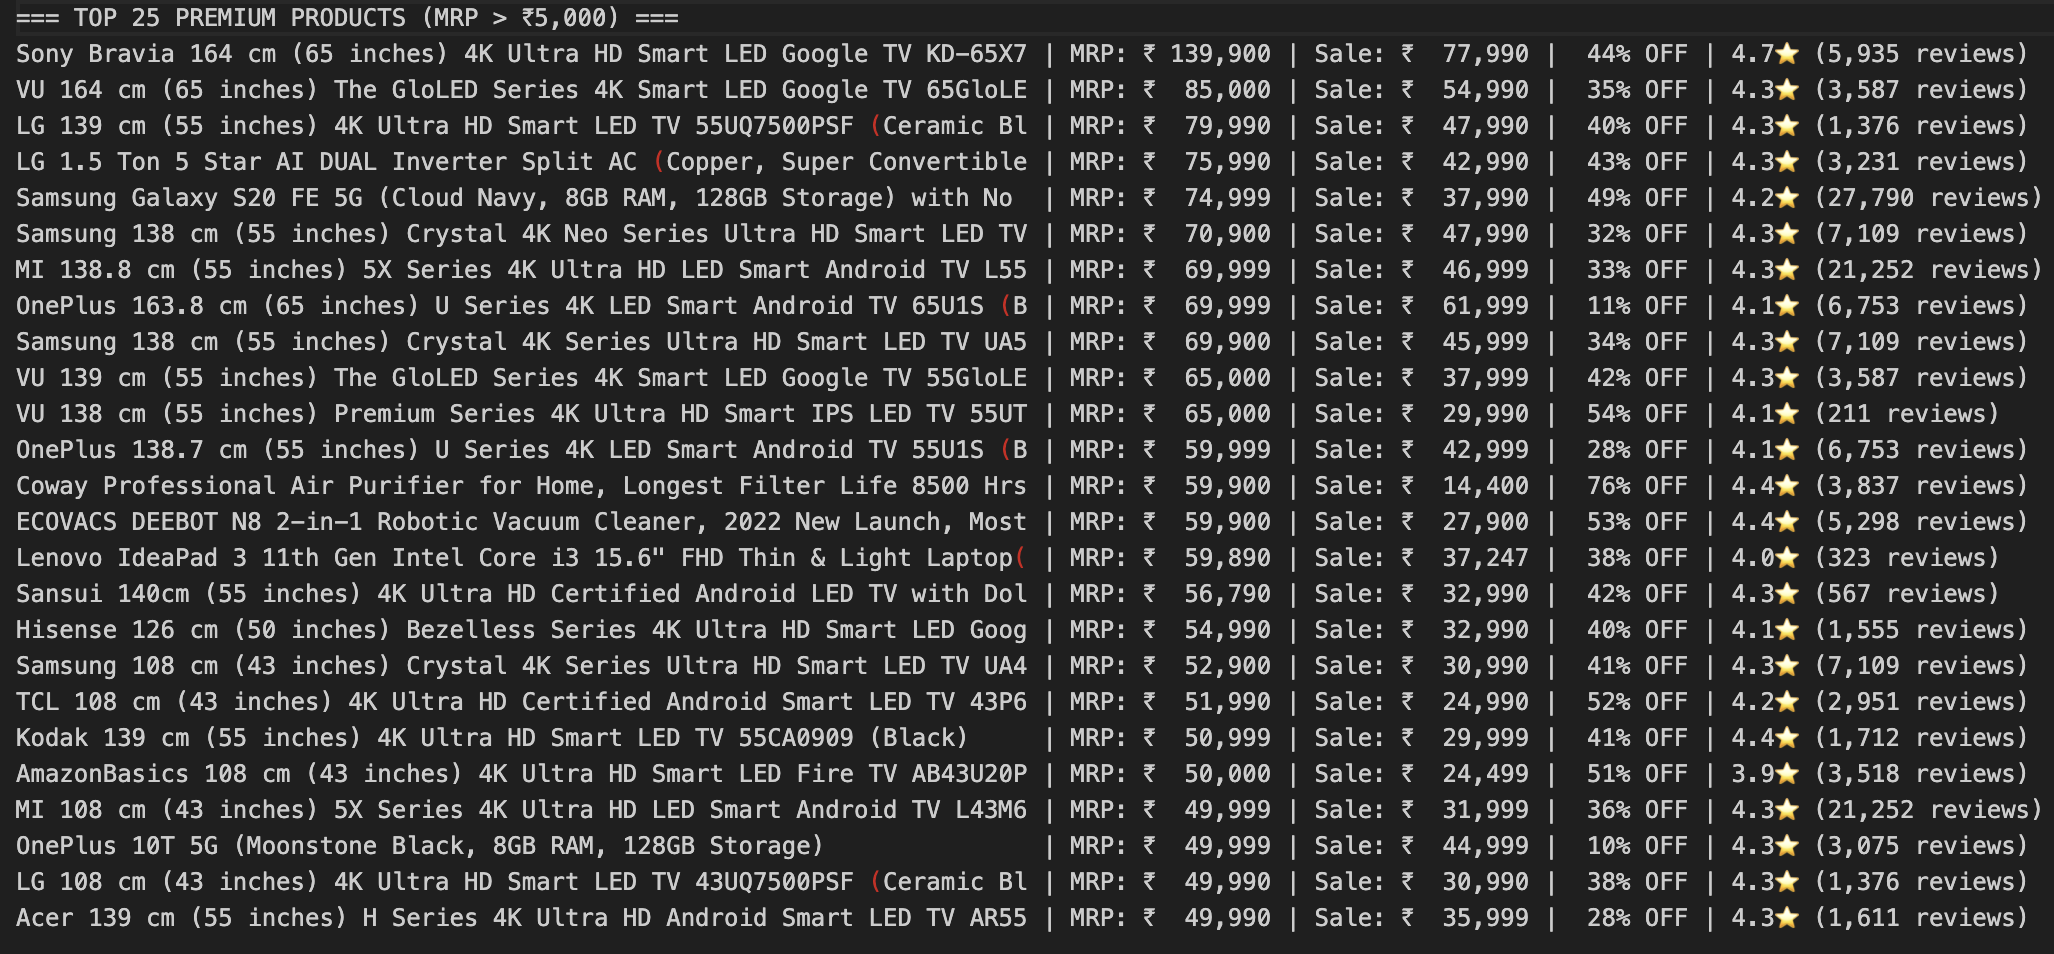 === TOP 25 PREMIUM PRODUCTS (MRP > ₹5,000) ===
Sony Bravia 164 cm (65 inches) 4K Ultra HD Smart LED Google TV KD-65X7 | MRP: ₹ 139,900 | Sale: ₹  77,990 |  44% OFF | 4.7⭐ (5,935 reviews)
VU 164 cm (65 inches) The GloLED Series 4K Smart LED Google TV 65GloLE | MRP: ₹  85,000 | Sale: ₹  54,990 |  35% OFF | 4.3⭐ (3,587 reviews)
LG 139 cm (55 inches) 4K Ultra HD Smart LED TV 55UQ7500PSF (Ceramic Bl | MRP: ₹  79,990 | Sale: ₹  47,990 |  40% OFF | 4.3⭐ (1,376 reviews)
LG 1.5 Ton 5 Star AI DUAL Inverter Split AC (Copper, Super Convertible | MRP: ₹  75,990 | Sale: ₹  42,990 |  43% OFF | 4.3⭐ (3,231 reviews)
Samsung Galaxy S20 FE 5G (Cloud Navy, 8GB RAM, 128GB Storage) with No  | MRP: ₹  74,999 | Sale: ₹  37,990 |  49% OFF | 4.2⭐ (27,790 reviews)
Samsung 138 cm (55 inches) Crystal 4K Neo Series Ultra HD Smart LED TV | MRP: ₹  70,900 | Sale: ₹  47,990 |  32% OFF | 4.3⭐ (7,109 reviews)
MI 138.8 cm (55 inches) 5X Series 4K Ultra HD LED Smart Android TV L55 | MRP: ₹  69,999 | Sale: ₹  46,999 |  33% OFF | 4.3⭐ (21,252 reviews)
OnePlus 163.8 cm (65 inches) U Series 4K LED Smart Android TV 65U1S (B | MRP: ₹  69,999 | Sale: ₹  61,999 |  11% OFF | 4.1⭐ (6,753 reviews)
Samsung 138 cm (55 inches) Crystal 4K Series Ultra HD Smart LED TV UA5 | MRP: ₹  69,900 | Sale: ₹  45,999 |  34% OFF | 4.3⭐ (7,109 reviews)
VU 139 cm (55 inches) The GloLED Series 4K Smart LED Google TV 55GloLE | MRP: ₹  65,000 | Sale: ₹  37,999 |  42% OFF | 4.3⭐ (3,587 reviews)
VU 138 cm (55 inches) Premium Series 4K Ultra HD Smart IPS LED TV 55UT | MRP: ₹  65,000 | Sale: ₹  29,990 |  54% OFF | 4.1⭐ (211 reviews)
OnePlus 138.7 cm (55 inches) U Series 4K LED Smart Android TV 55U1S (B | MRP: ₹  59,999 | Sale: ₹  42,999 |  28% OFF | 4.1⭐ (6,753 reviews)
Coway Professional Air Purifier for Home, Longest Filter Life 8500 Hrs | MRP: ₹  59,900 | Sale: ₹  14,400 |  76% OFF | 4.4⭐ (3,837 reviews)
ECOVACS DEEBOT N8 2-in-1 Robotic Vacuum Cleaner, 2022 New Launch, Most | MRP: ₹  59,900 | Sale: ₹  27,900 |  53% OFF | 4.4⭐ (5,298 reviews)
Lenovo IdeaPad 3 11th Gen Intel Core i3 15.6" FHD Thin & Light Laptop( | MRP: ₹  59,890 | Sale: ₹  37,247 |  38% OFF | 4.0⭐ (323 reviews)
Sansui 140cm (55 inches) 4K Ultra HD Certified Android LED TV with Dol | MRP: ₹  56,790 | Sale: ₹  32,990 |  42% OFF | 4.3⭐ (567 reviews)
Hisense 126 cm (50 inches) Bezelless Series 4K Ultra HD Smart LED Goog | MRP: ₹  54,990 | Sale: ₹  32,990 |  40% OFF | 4.1⭐ (1,555 reviews)
Samsung 108 cm (43 inches) Crystal 4K Series Ultra HD Smart LED TV UA4 | MRP: ₹  52,900 | Sale: ₹  30,990 |  41% OFF | 4.3⭐ (7,109 reviews)
TCL 108 cm (43 inches) 4K Ultra HD Certified Android Smart LED TV 43P6 | MRP: ₹  51,990 | Sale: ₹  24,990 |  52% OFF | 4.2⭐ (2,951 reviews)
Kodak 139 cm (55 inches) 4K Ultra HD Smart LED TV 55CA0909 (Black)     | MRP: ₹  50,999 | Sale: ₹  29,999 |  41% OFF | 4.4⭐ (1,712 reviews)
AmazonBasics 108 cm (43 inches) 4K Ultra HD Smart LED Fire TV AB43U20P | MRP: ₹  50,000 | Sale: ₹  24,499 |  51% OFF | 3.9⭐ (3,518 reviews)
MI 108 cm (43 inches) 5X Series 4K Ultra HD LED Smart Android TV L43M6 | MRP: ₹  49,999 | Sale: ₹  31,999 |  36% OFF | 4.3⭐ (21,252 reviews)
OnePlus 10T 5G (Moonstone Black, 8GB RAM, 128GB Storage)               | MRP: ₹  49,999 | Sale: ₹  44,999 |  10% OFF | 4.3⭐ (3,075 reviews)
LG 108 cm (43 inches) 4K Ultra HD Smart LED TV 43UQ7500PSF (Ceramic Bl | MRP: ₹  49,990 | Sale: ₹  30,990 |  38% OFF | 4.3⭐ (1,376 reviews)
Acer 139 cm (55 inches) H Series 4K Ultra HD Android Smart LED TV AR55 | MRP: ₹  49,990 | Sale: ₹  35,999 |  28% OFF | 4.3⭐ (1,611 reviews)